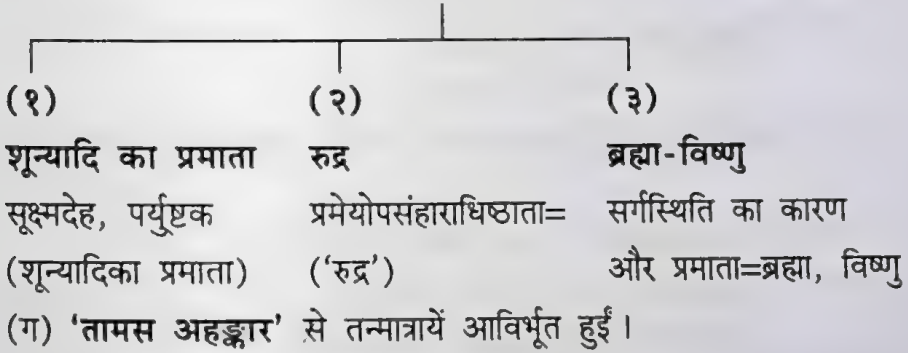 (१) (२) (३)
शून्यादि का प्रमाता रुद्र ब्रह्मा-विष्णु
सूक्ष्मदेह, पर्युष्टक प्रमेयोपसंहाराधिष्ठाता= सर्गस्थिति का कारण
(शून्यादिका प्रमाता) ('रुद्र') और प्रमाता=ब्रह्मा, विष्णु
(ग) 'तामस अहङ्कार' से तन्मात्रायें आविर्भूत हुईं ।